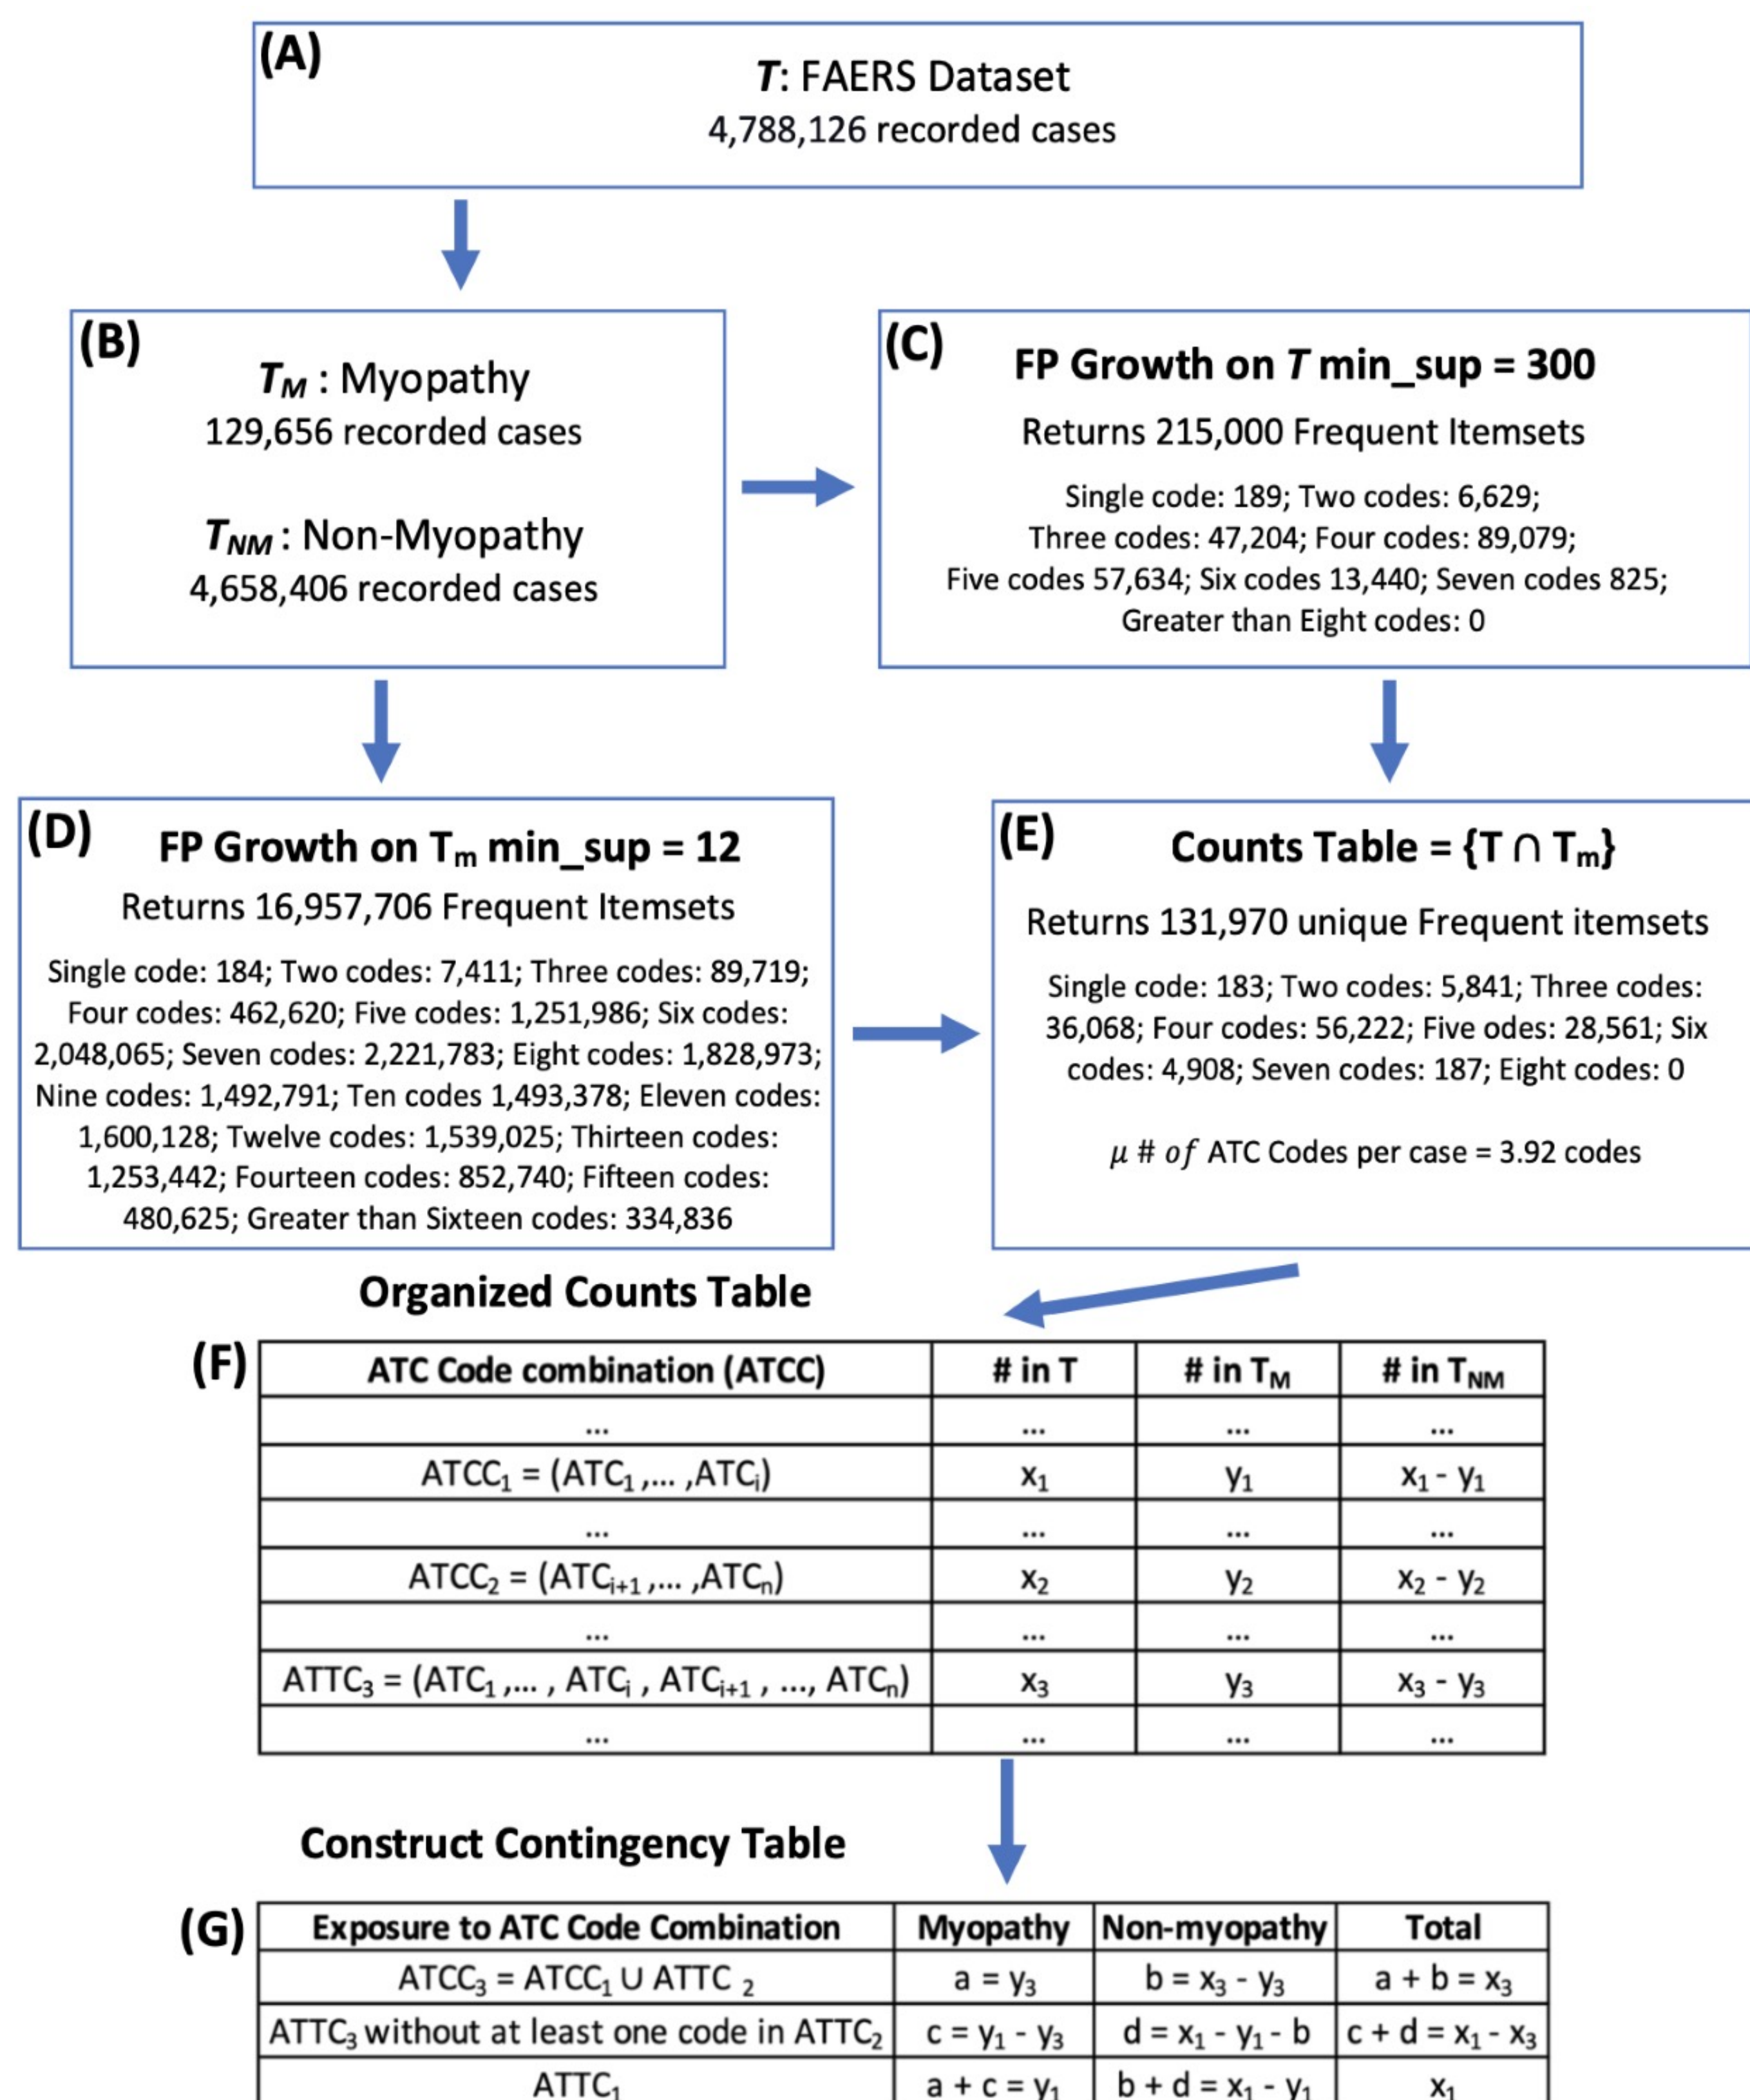 (A)
T: FAERS Dataset
4,788,126 recorded cases
(B)
TM : Myopathy
129,656 recorded cases
TNM : Non-Myopathy
4,658,406 recorded cases
(C)
FP Growth on T min_sup = 300
Returns 215,000 Frequent Itemsets
Single code: 189; Two codes: 6,629;
Three codes: 47,204; Four codes: 89,079;
Five codes 57,634; Six codes 13,440; Seven codes 825;
Greater than Eight codes: 0
(D)
FP Growth on Tm min_sup = 12
Returns 16,957,706 Frequent Itemsets
Single code: 184; Two codes: 7,411; Three codes: 89,719;
Four codes: 462,620; Five codes: 1,251,986; Six codes:
2,048,065; Seven codes: 2,221,783; Eight codes: 1,828,973;
Nine codes: 1,492,791; Ten codes 1,493,378; Eleven codes:
1,600,128; Twelve codes: 1,539,025; Thirteen codes:
1,253,442; Fourteen codes: 852,740; Fifteen codes:
480,625; Greater than Sixteen codes: 334,836
(E)
Counts Table = {T ∩ Tm}
Returns 131,970 unique Frequent itemsets
Single code: 183; Two codes: 5,841; Three codes:
36,068; Four codes: 56,222; Five odes: 28,561; Six
codes: 4,908; Seven codes: 187; Eight codes: 0
μ # of ATC Codes per case = 3.92 codes
Organized Counts Table
(F)
ATC Code combination (ATCC) # in T # in TM # in TNM
... ... ... ...
ATCC1 = (ATC1 ,... ,ATCi) x1 y1 x1 - y1
... ... ... ...
ATCC2 = (ATCi+1 ,... ,ATCn) x2 y2 x2 - y2
... ... ... ...
ATTC3 = (ATC1 ,... , ATCi , ATCi+1 , ..., ATCn) x3 y3 x3 - y3
... ... ... ...
Construct Contingency Table
(G)
Exposure to ATC Code Combination Myopathy Non-myopathy Total
ATCC3 = ATCC1 U ATTC 2 a = y3 b = x3 - y3 a + b = x3
ATTC3 without at least one code in ATTC2 c = y1 - y3 d = x1 - y1 - b c + d = x1 - x3
ATTC1 a + c = y1 b + d = x1 - y1 x1